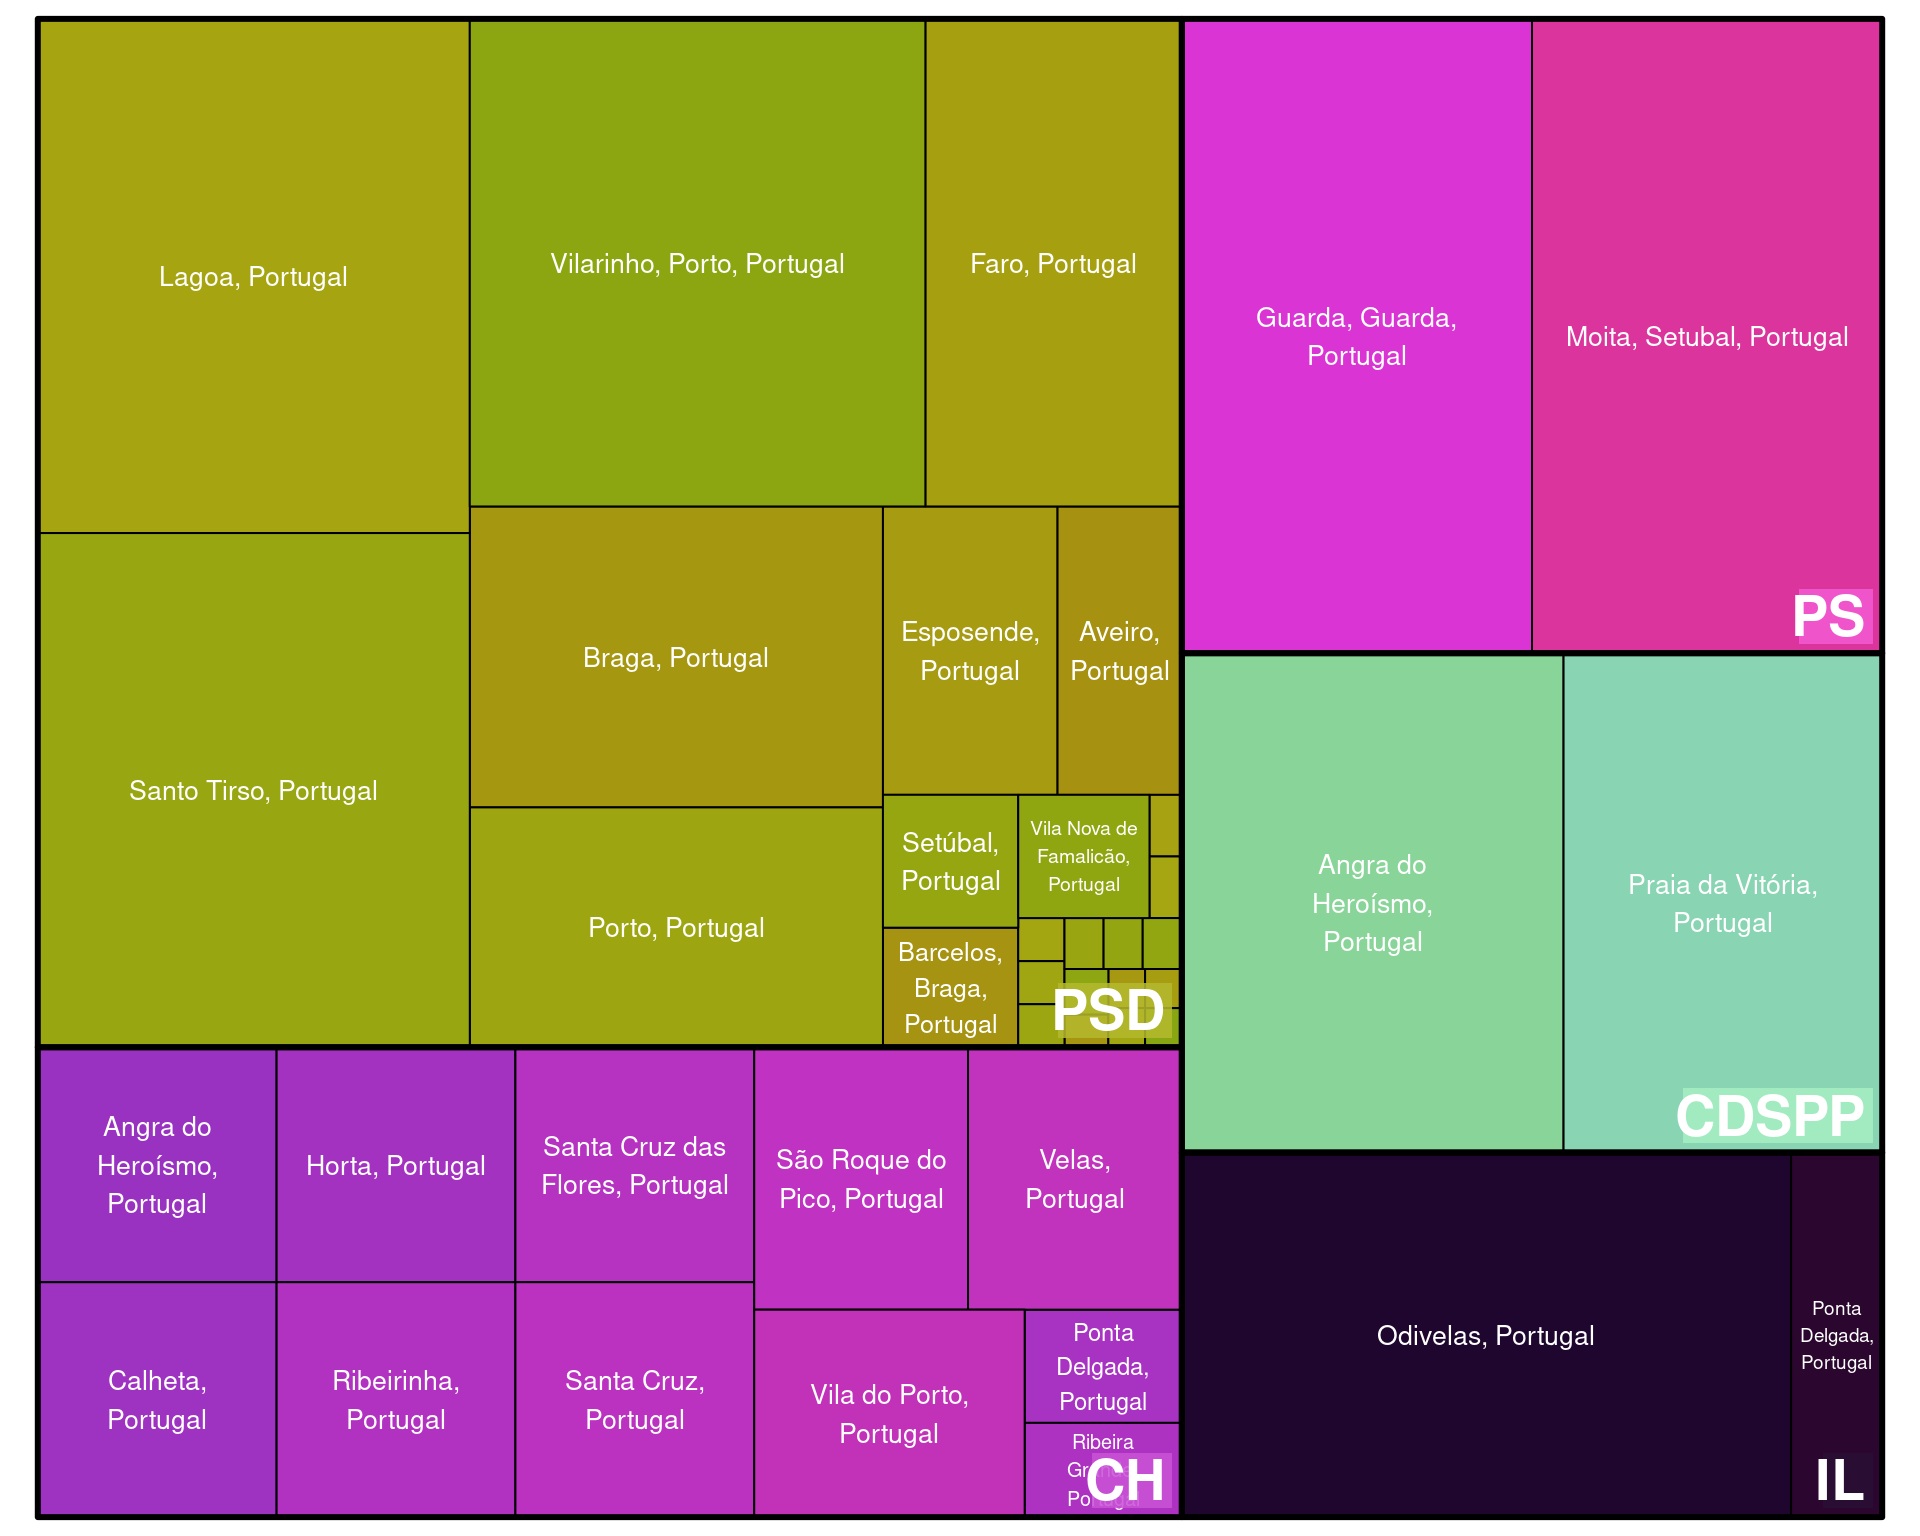 Lagoa, Portugal
Vilarinho, Porto, Portugal
Faro, Portugal
Guarda, Guarda,
Portugal
Moita, Setubal, Portugal
PS
Santo Tirso, Portugal
Braga, Portugal
Esposende,
Portugal
Aveiro,
Portugal
Porto, Portugal
Setúbal,
Portugal
Vila Nova de
Famalicão,
Portugal
Barcelos,
Braga,
Portugal
PSD
Angra do
Heroísmo,
Portugal
Praia da Vitória,
Portugal
CDSPP
Angra do
Heroísmo,
Portugal
Horta, Portugal
Santa Cruz das
Flores, Portugal
São Roque do
Pico, Portugal
Velas,
Portugal
Calheta,
Portugal
Ribeirinha,
Portugal
Santa Cruz,
Portugal
Vila do Porto,
Portugal
Ponta
Delgada,
Portugal
Ribeira
Grande,
Portugal
CH
Odivelas, Portugal
Ponta
Delgada,
Portugal
IL